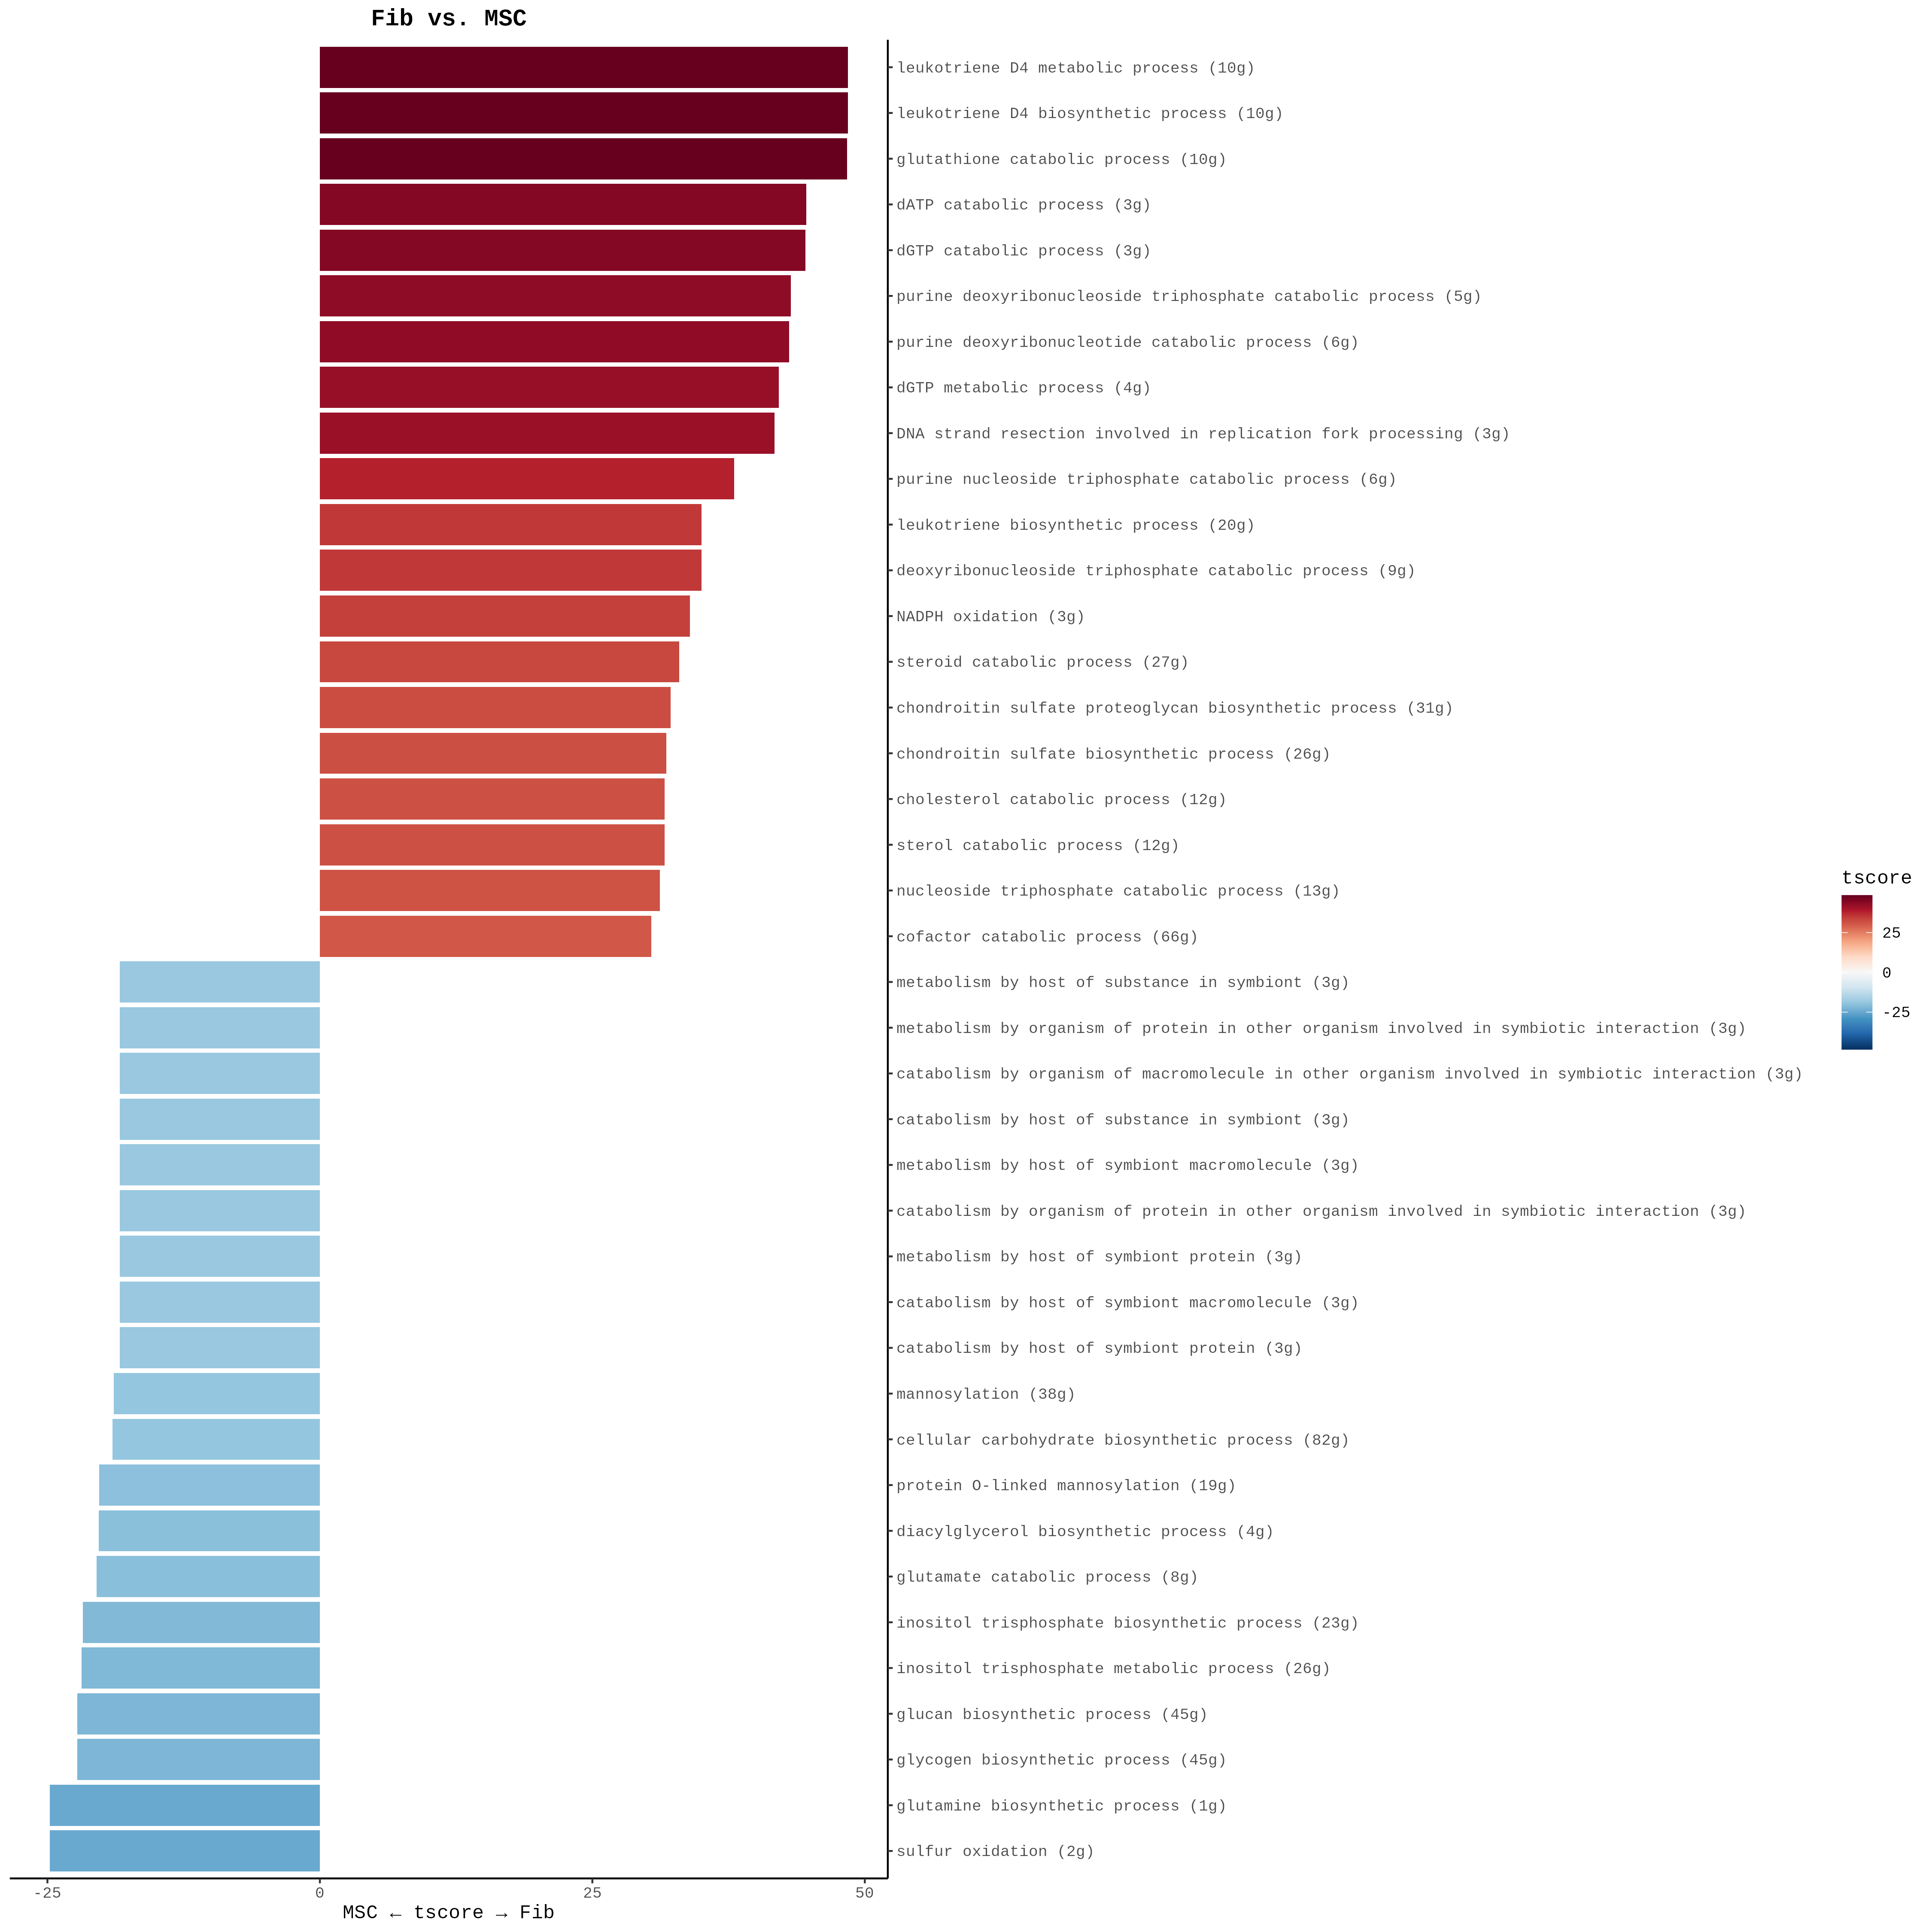 Fib vs. MSC
leukotriene D4 metabolic process (10g)
leukotriene D4 biosynthetic process (10g)
glutathione catabolic process (10g)
dATP catabolic process (3g)
dGTP catabolic process (3g)
purine deoxyribonucleoside triphosphate catabolic process (5g)
purine deoxyribonucleotide catabolic process (6g)
dGTP metabolic process (4g)
DNA strand resection involved in replication fork processing (3g)
purine nucleoside triphosphate catabolic process (6g)
leukotriene biosynthetic process (20g)
deoxyribonucleoside triphosphate catabolic process (9g)
NADPH oxidation (3g)
steroid catabolic process (27g)
chondroitin sulfate proteoglycan biosynthetic process (31g)
chondroitin sulfate biosynthetic process (26g)
cholesterol catabolic process (12g)
sterol catabolic process (12g)
nucleoside triphosphate catabolic process (13g)
cofactor catabolic process (66g)
metabolism by host of substance in symbiont (3g)
metabolism by organism of protein in other organism involved in symbiotic interaction (3g)
catabolism by organism of macromolecule in other organism involved in symbiotic interaction (3g)
catabolism by host of substance in symbiont (3g)
metabolism by host of symbiont macromolecule (3g)
catabolism by organism of protein in other organism involved in symbiotic interaction (3g)
metabolism by host of symbiont protein (3g)
catabolism by host of symbiont macromolecule (3g)
catabolism by host of symbiont protein (3g)
mannosylation (38g)
cellular carbohydrate biosynthetic process (82g)
protein O-linked mannosylation (19g)
diacylglycerol biosynthetic process (4g)
glutamate catabolic process (8g)
inositol trisphosphate biosynthetic process (23g)
inositol trisphosphate metabolic process (26g)
glucan biosynthetic process (45g)
glycogen biosynthetic process (45g)
glutamine biosynthetic process (1g)
sulfur oxidation (2g)
-25 0 25 50
MSC ← tscore → Fib
tscore
25
0
-25